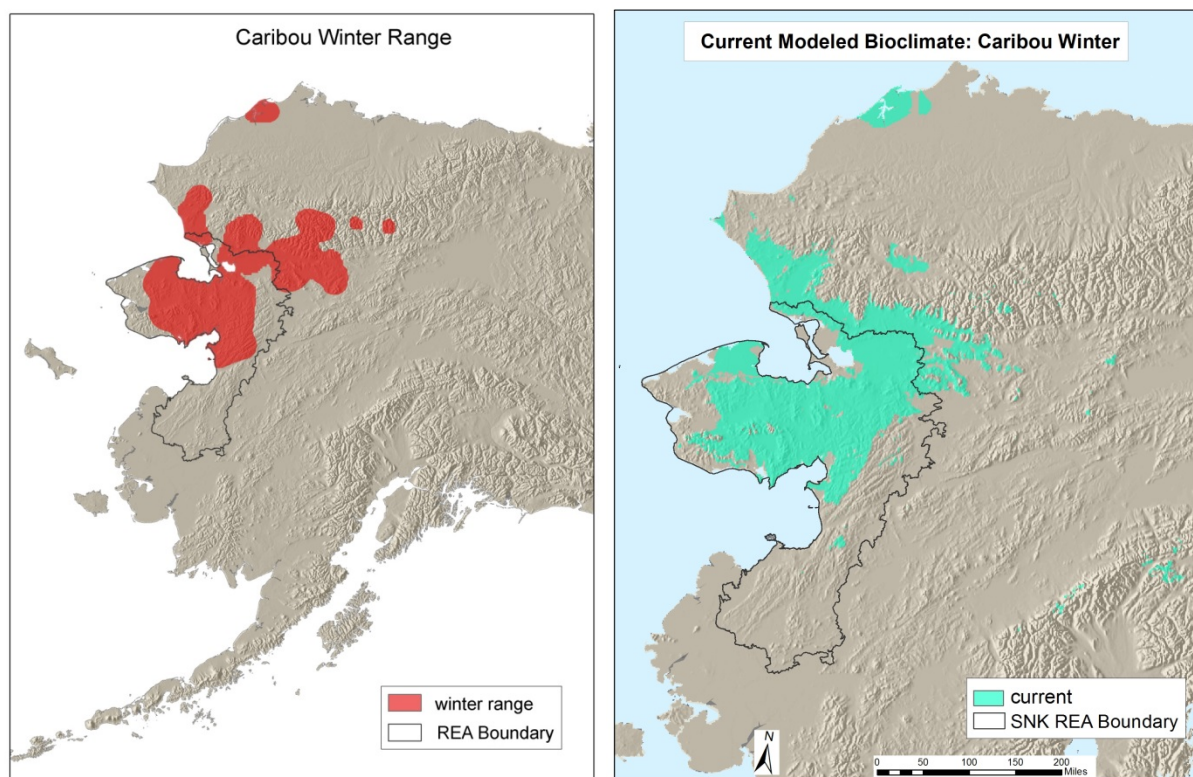 Caribou Winter Range
winter range
REA Boundary
Current Modeled Bioclimate: Caribou Winter
current
SNK REA Boundary
N
0 50 100 150 200
Miles